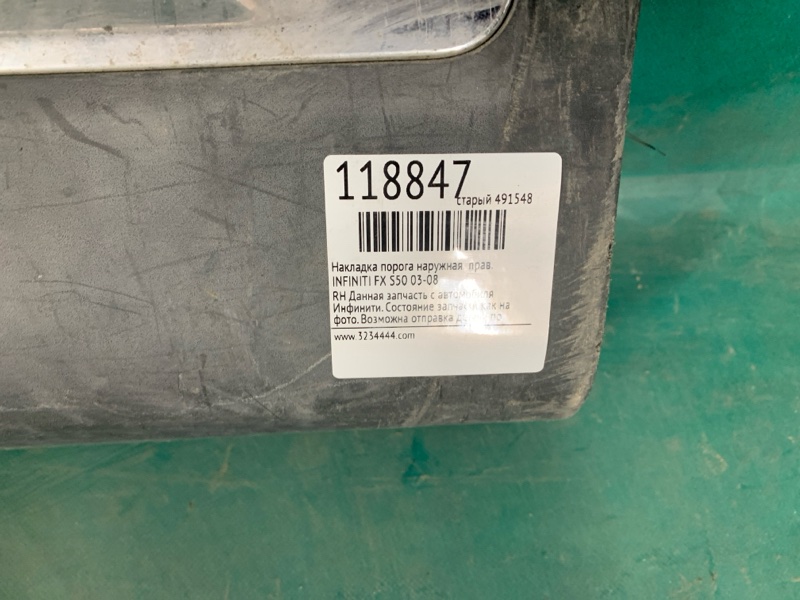 118847
старый 491548
Накладка порога наружная прав.
INFINITI FX S50 03-08
RH Данная запчасть с автомобиля
Инфинити. Состояние запчасти как на
фото. Возможна отправка по
www.3234444.com